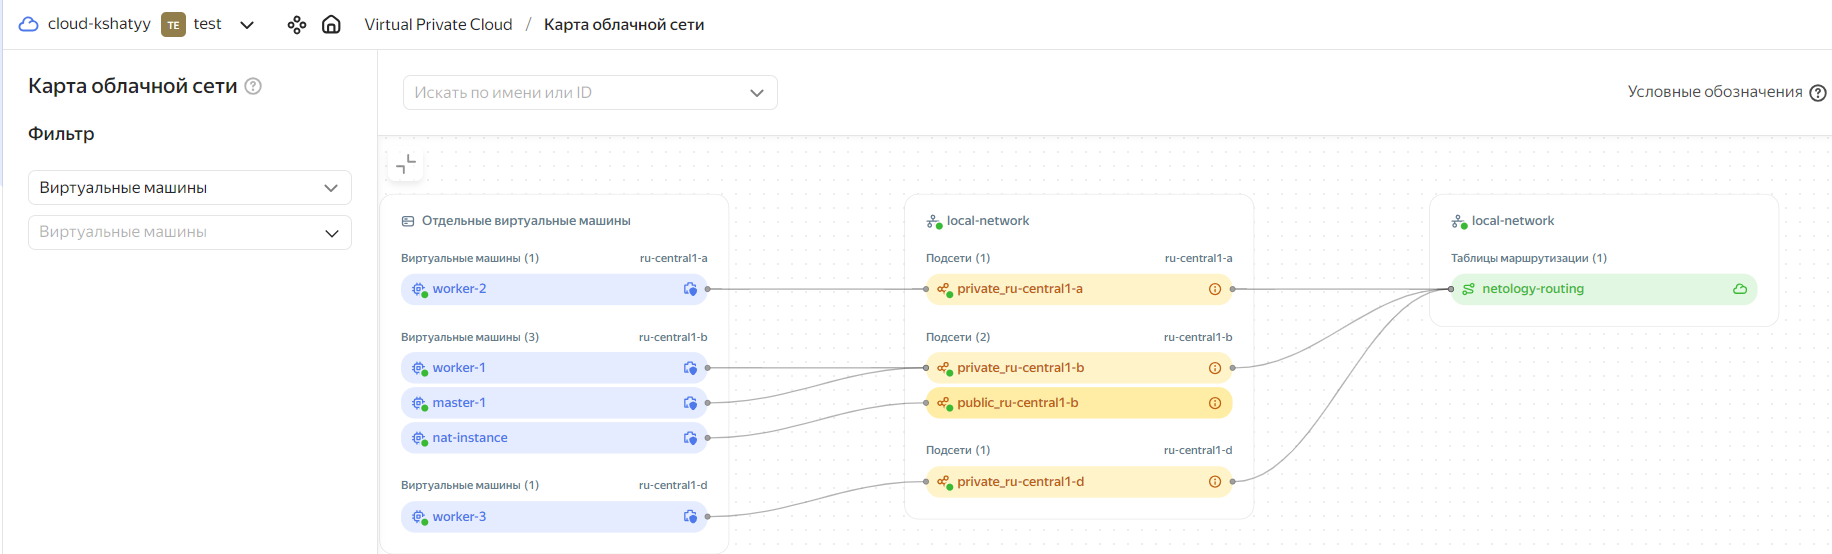 cloud-kshatyy TE test Virtual Private Cloud / Карта облачной сети
Карта облачной сети
Фильтр
Виртуальные машины
Виртуальные машины
Искать по имени или ID
Условные обозначения
Отдельные виртуальные машины
Виртуальные машины (1) ru-central1-a
worker-2
Виртуальные машины (3) ru-central1-b
worker-1
master-1
nat-instance
Виртуальные машины (1) ru-central1-d
worker-3
local-network
Подсети (1) ru-central1-a
private_ru-central1-a
Подсети (2) ru-central1-b
private_ru-central1-b
public_ru-central1-b
Подсети (1) ru-central1-d
private_ru-central1-d
local-network
Таблицы маршрутизации (1)
netology-routing